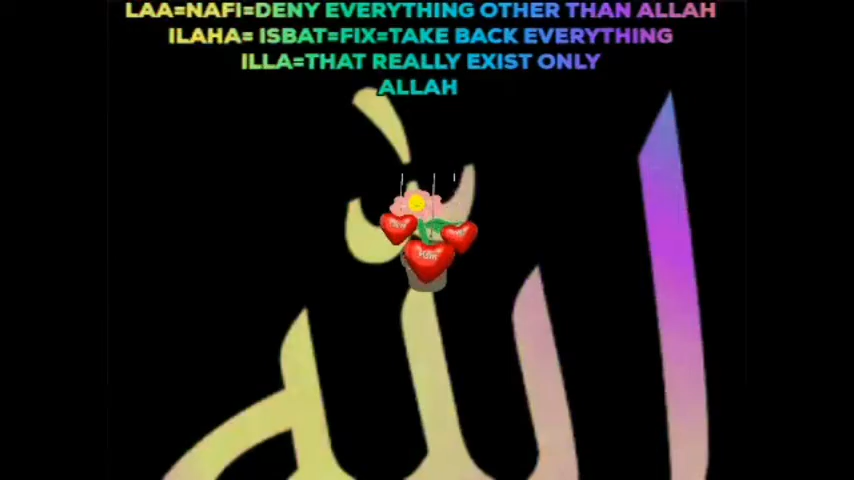 LAA=NAFI=DENY EVERYTHING OTHER THAN ALLAH
ILAHA= ISBAT=FIX=TAKE BACK EVERYTHING
ILLA=THAT REALLY EXIST ONLY
ALLAH
الله